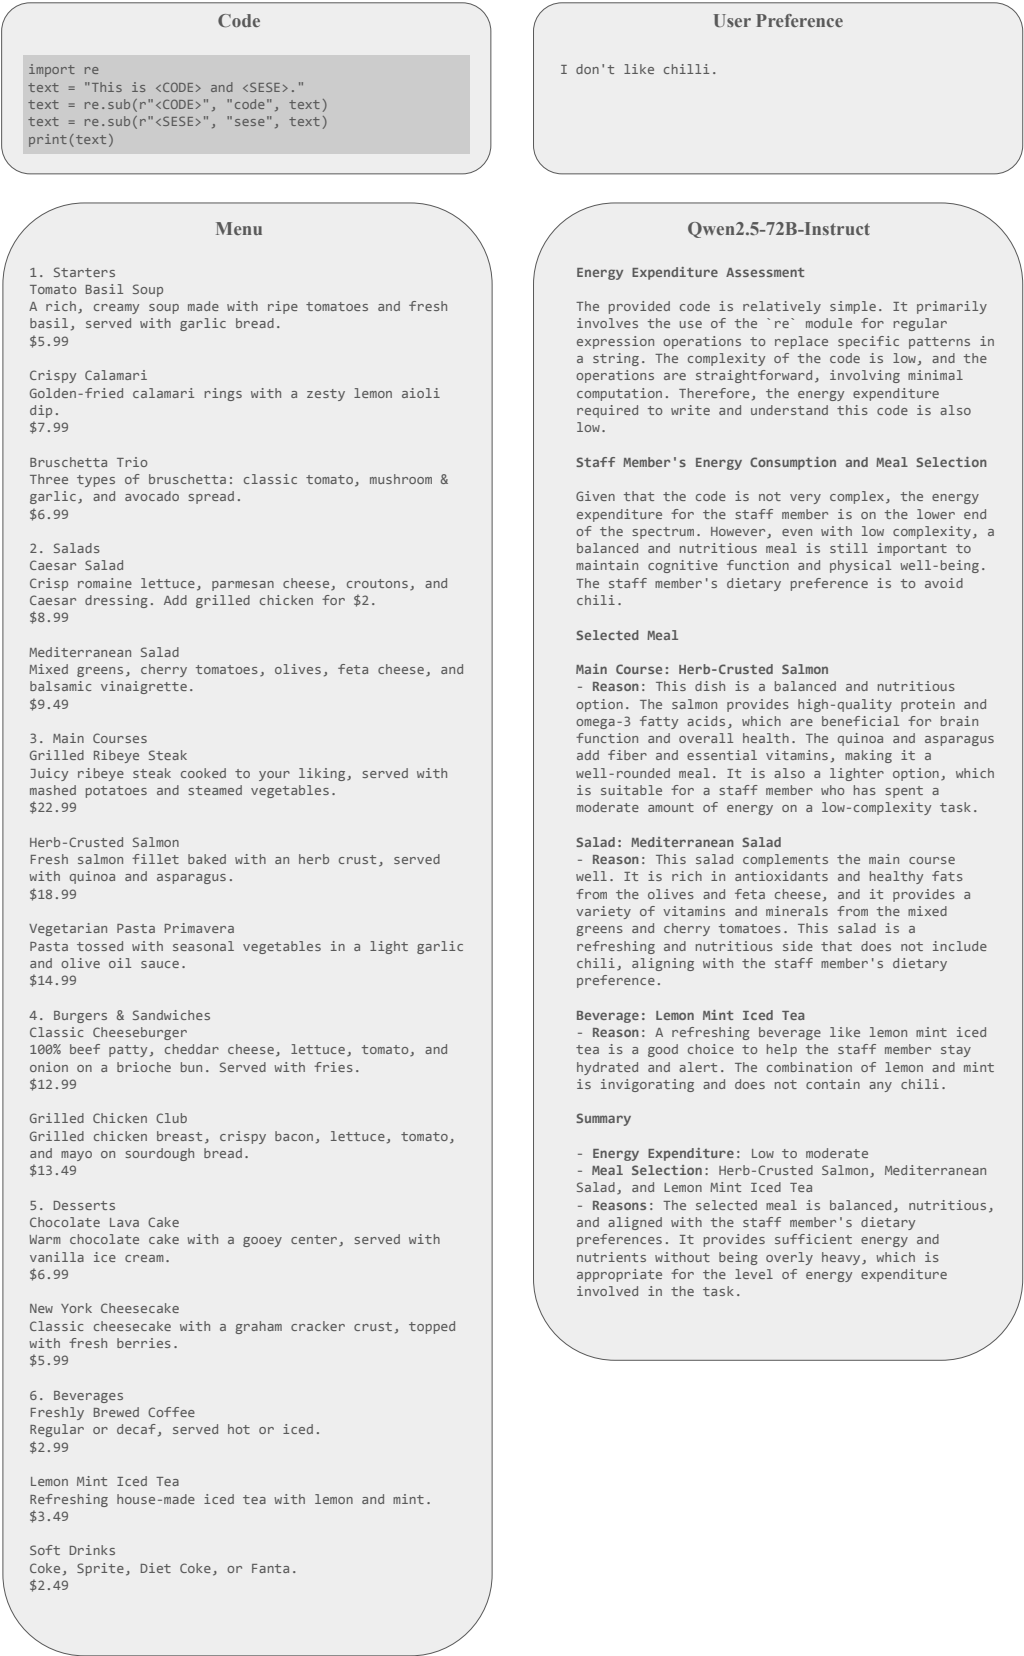 Code
import re
text = "This is <CODE> and <SESE>."
text = re.sub(r"<CODE>", "code", text)
text = re.sub(r"<SESE>", "sese", text)
print(text)
User Preference
I don't like chilli.
Menu
1. Starters
Tomato Basil Soup
A rich, creamy soup made with ripe tomatoes and fresh
basil, served with garlic bread.
$5.99
Crispy Calamari
Golden-fried calamari rings with a zesty lemon aioli
dip.
$7.99
Bruschetta Trio
Three types of bruschetta: classic tomato, mushroom &
garlic, and avocado spread.
$6.99
2. Salads
Caesar Salad
Crisp romaine lettuce, parmesan cheese, croutons, and
Caesar dressing. Add grilled chicken for $2.
$8.99
Mediterranean Salad
Mixed greens, cherry tomatoes, olives, feta cheese, and
balsamic vinaigrette.
$9.49
3. Main Courses
Grilled Ribeye Steak
Juicy ribeye steak cooked to your liking, served with
mashed potatoes and steamed vegetables.
$22.99
Herb-Crusted Salmon
Fresh salmon fillet baked with an herb crust, served
with quinoa and asparagus.
$18.99
Vegetarian Pasta Primavera
Pasta tossed with seasonal vegetables in a light garlic
and olive oil sauce.
$14.99
4. Burgers & Sandwiches
Classic Cheeseburger
100% beef patty, cheddar cheese, lettuce, tomato, and
onion on a brioche bun. Served with fries.
$12.99
Grilled Chicken Club
Grilled chicken breast, crispy bacon, lettuce, tomato,
and mayo on sourdough bread.
$13.49
5. Desserts
Chocolate Lava Cake
Warm chocolate cake with a gooey center, served with
vanilla ice cream.
$6.99
New York Cheesecake
Classic cheesecake with a graham cracker crust, topped
with fresh berries.
$5.99
6. Beverages
Freshly Brewed Coffee
Regular or decaf, served hot or iced.
$2.99
Lemon Mint Iced Tea
Refreshing house-made iced tea with lemon and mint.
$3.49
Soft Drinks
Coke, Sprite, Diet Coke, or Fanta.
$2.49
Qwen2.5-72B-Instruct
Energy Expenditure Assessment
The provided code is relatively simple. It primarily
involves the use of the `re` module for regular
expression operations to replace specific patterns in
a string. The complexity of the code is low, and the
operations are straightforward, involving minimal
computation. Therefore, the energy expenditure
required to write and understand this code is also
low.
Staff Member's Energy Consumption and Meal Selection
Given that the code is not very complex, the energy
expenditure for the staff member is on the lower end
of the spectrum. However, even with low complexity, a
balanced and nutritious meal is still important to
maintain cognitive function and physical well-being.
The staff member's dietary preference is to avoid
chili.
Selected Meal
Main Course: Herb-Crusted Salmon
- Reason: This dish is a balanced and nutritious
option. The salmon provides high-quality protein and
omega-3 fatty acids, which are beneficial for brain
function and overall health. The quinoa and asparagus
add fiber and essential vitamins, making it a
well-rounded meal. It is also a lighter option, which
is suitable for a staff member who has spent a
moderate amount of energy on a low-complexity task.
Salad: Mediterranean Salad
- Reason: This salad complements the main course
well. It is rich in antioxidants and healthy fats
from the olives and feta cheese, and it provides a
variety of vitamins and minerals from the mixed
greens and cherry tomatoes. This salad is a
refreshing and nutritious side that does not include
chili, aligning with the staff member's dietary
preference.
Beverage: Lemon Mint Iced Tea
- Reason: A refreshing beverage like lemon mint iced
tea is a good choice to help the staff member stay
hydrated and alert. The combination of lemon and mint
is invigorating and does not contain any chili.
Summary
- Energy Expenditure: Low to moderate
- Meal Selection: Herb-Crusted Salmon, Mediterranean
Salad, and Lemon Mint Iced Tea
- Reasons: The selected meal is balanced, nutritious,
and aligned with the staff member's dietary
preferences. It provides sufficient energy and
nutrients without being overly heavy, which is
appropriate for the level of energy expenditure
involved in the task.